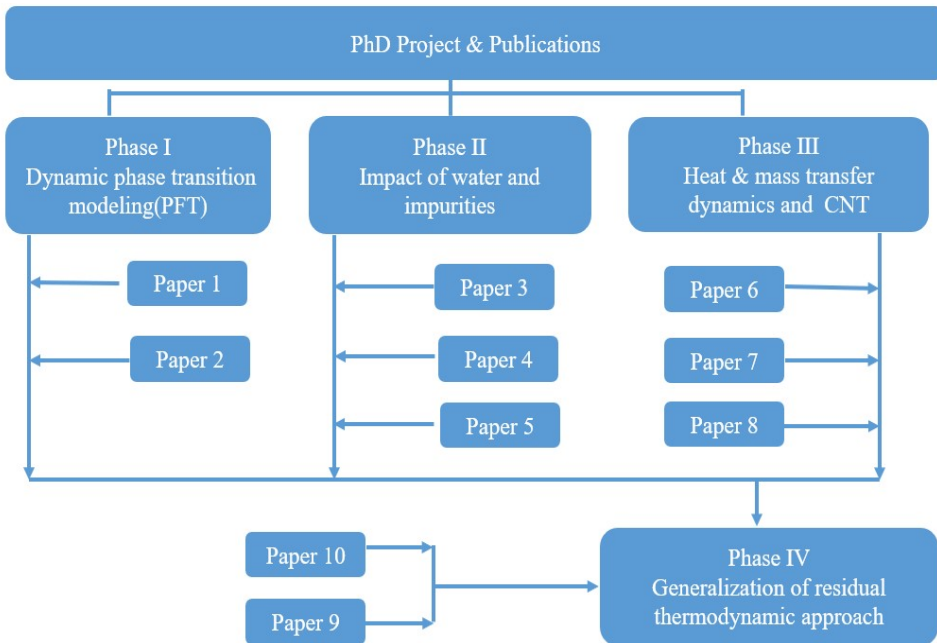 PhD Project & Publications
Phase I
Dynamic phase transition
modeling(PFT)
Phase II
Impact of water and
impurities
Phase III
Heat & mass transfer
dynamics and CNT
Paper 1
Paper 2
Paper 3
Paper 4
Paper 5
Paper 6
Paper 7
Paper 8
Paper 10
Paper 9
Phase IV
Generalization of residual
thermodynamic approach